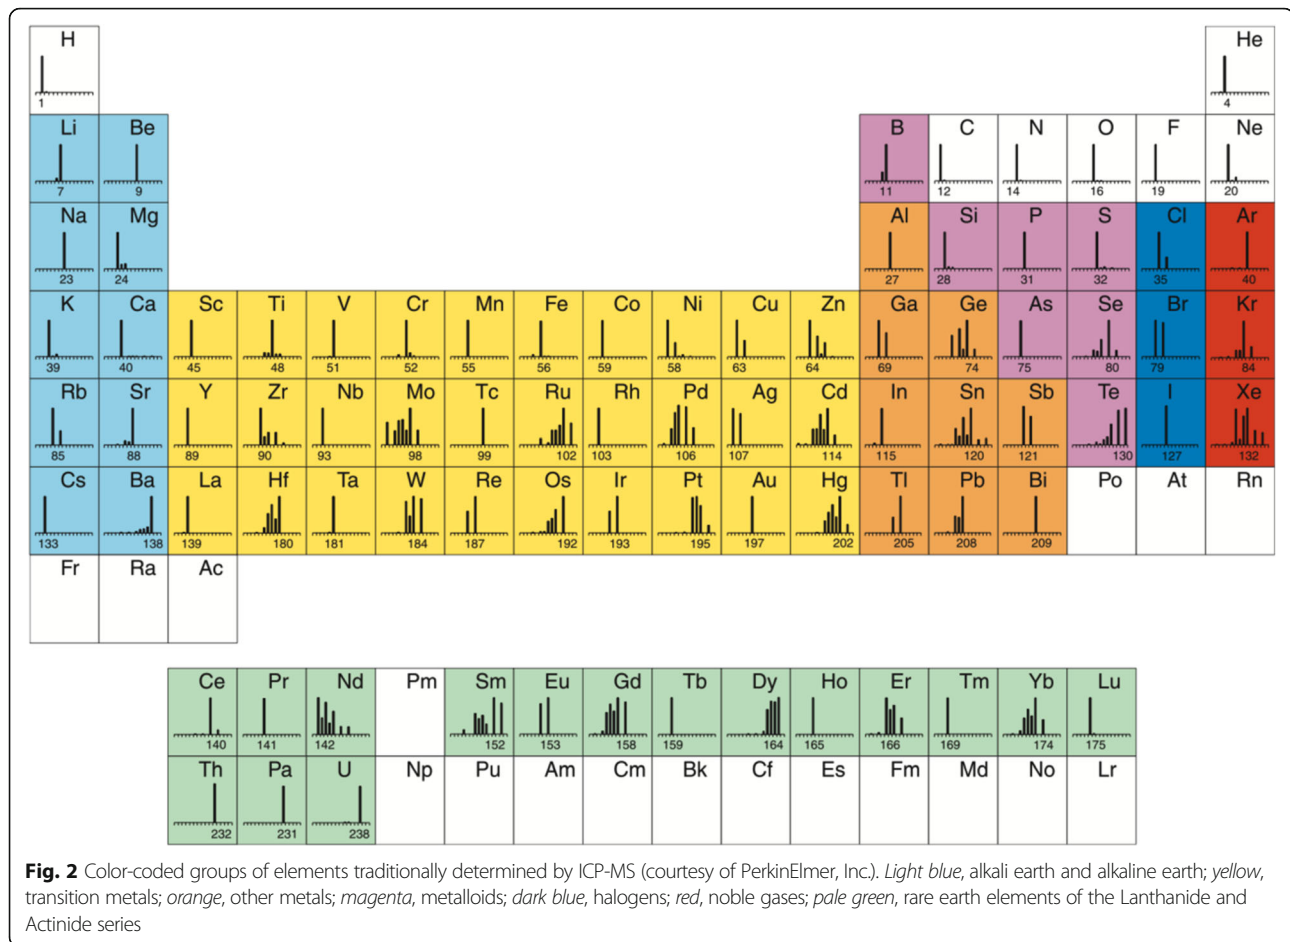 H He
1 4
Li Be B C N O F Ne
7 9 11 12 14 16 19 20
Na Mg Al Si P S Cl Ar
23 24 27 28 31 32 35 40
K Ca Sc Ti V Cr Mn Fe Co Ni Cu Zn Ga Ge As Se Br Kr
39 40 45 48 51 52 55 56 59 58 63 64 69 74 75 80 79 84
Rb Sr Y Zr Nb Mo Tc Ru Rh Pd Ag Cd In Sn Sb Te I Xe
85 88 89 90 93 98 99 102 103 106 107 114 115 120 121 130 127 132
Cs Ba La Hf Ta W Re Os Ir Pt Au Hg Tl Pb Bi Po At Rn
133 138 139 180 181 184 187 192 193 195 197 202 205 208 209
Fr Ra Ac
Ce Pr Nd Pm Sm Eu Gd Tb Dy Ho Er Tm Yb Lu
140 141 142 152 153 158 159 164 165 166 169 174 175
Th Pa U Np Pu Am Cm Bk Cf Es Fm Md No Lr
232 231 238
Fig. 2 Color-coded groups of elements traditionally determined by ICP-MS (courtesy of PerkinElmer, Inc.). Light blue, alkali earth and alkaline earth; yellow,
transition metals; orange, other metals; magenta, metalloids; dark blue, halogens; red, noble gases; pale green, rare earth elements of the Lanthanide and
Actinide series